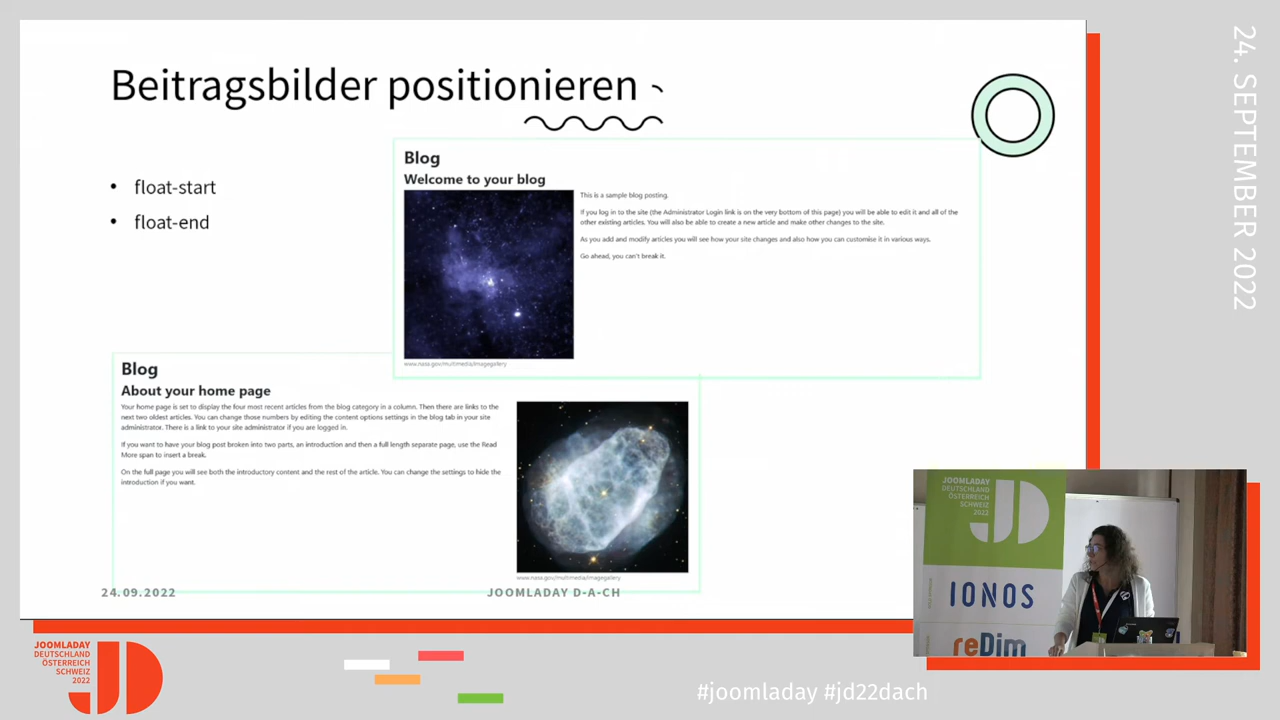 Beitragsbilder positionieren
• float-start
• float-end
Blog
Welcome to your blog
This is a sample blog posting.
If you log in to the site (the Administrator Login link is on the very bottom of this page) you will be able to edit it and all of the
other existing articles. You will also be able to create a new article and make other changes to the site.
As you add and modify articles you will see how your site changes and also how you can customise it in various ways.
Go ahead, you can't break it.
www.nasa.gov/multimedia/imagegallery
Blog
About your home page
Your home page is set to display the four most recent articles from the blog category in a column. Then there are links to the
next two oldest articles. You can change those numbers by editing the content options settings in the blog tab in your site
administrator. There is a link to your site administrator if you are logged in.
If you want to have your blog post broken into two parts, an introduction and then a full length separate page, use the Read
More span to insert a break.
On the full page you will see both the introductory content and the rest of the article. You can change the settings to hide the
introduction if you want.
www.nasa.gov/multimedia/imagegallery
24.09.2022
JOOMLADAY D-A-CH
24. SEPTEMBER 2022
JOOMLADAY
DEUTSCHLAND
ÖSTERREICH
SCHWEIZ
2022
JD
IONOS
reDim
JOOMLADAY
DEUTSCHLAND
ÖSTERREICH
SCHWEIZ
2022
JD
#joomladay #jd22dach